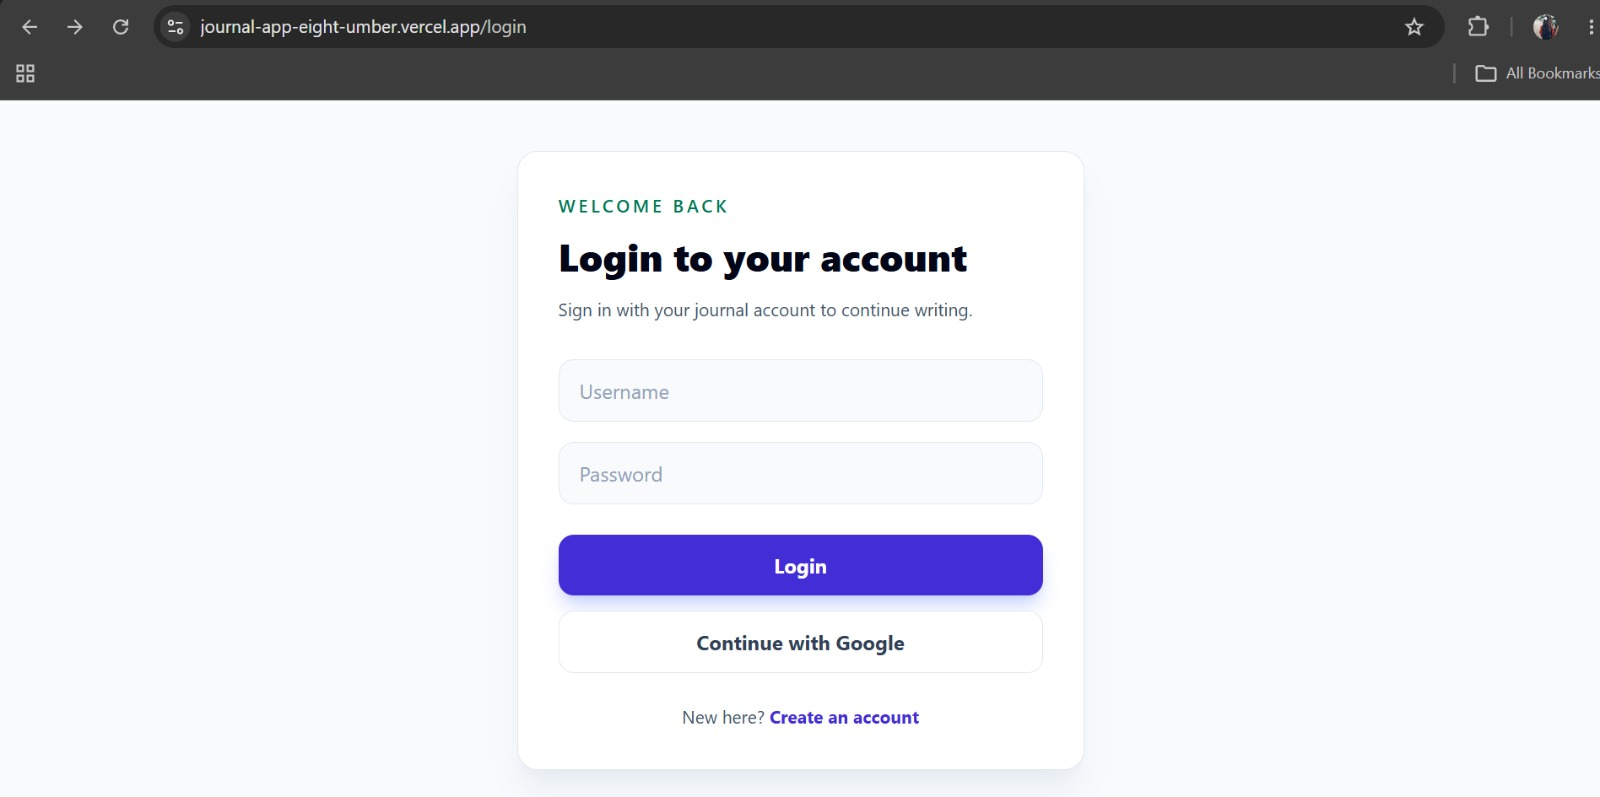 journal-app-eight-umber.vercel.app/login
All Bookmarks
WELCOME BACK
Login to your account
Sign in with your journal account to continue writing.
Username
Password
Login
Continue with Google
New here? Create an account